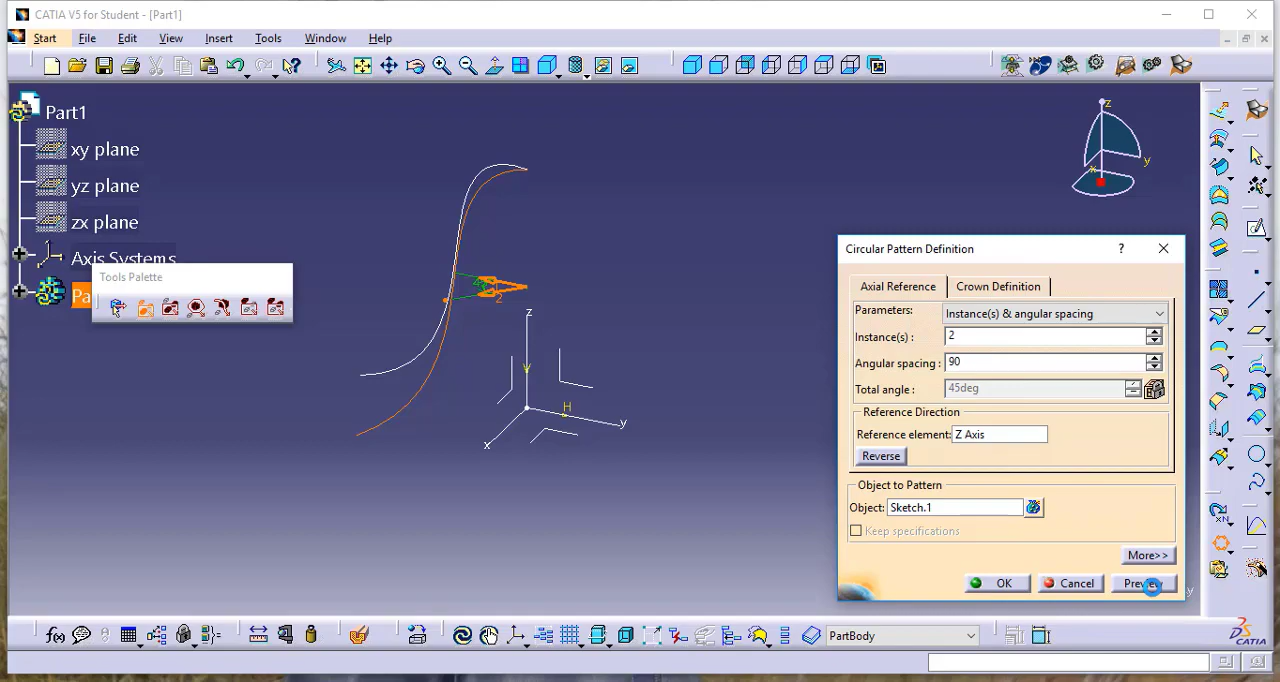 CATIA V5 for Student - [Part1]
Start File Edit View Insert Tools Window Help
Part1
xy plane
yz plane
zx plane
Axis Systems
Pa
Tools Palette
z
y
x
z
V
H
y
x
2
Circular Pattern Definition
?
Axial Reference
Crown Definition
Parameters: Instance(s) & angular spacing
Instance(s) : 2
Angular spacing : 90
Total angle : 45deg
Reference Direction
Reference element: Z Axis
Reverse
Object to Pattern
Object: Sketch.1
Keep specifications
More>>
OK
Cancel
Preview
y
f(x)
PartBody
CATIA